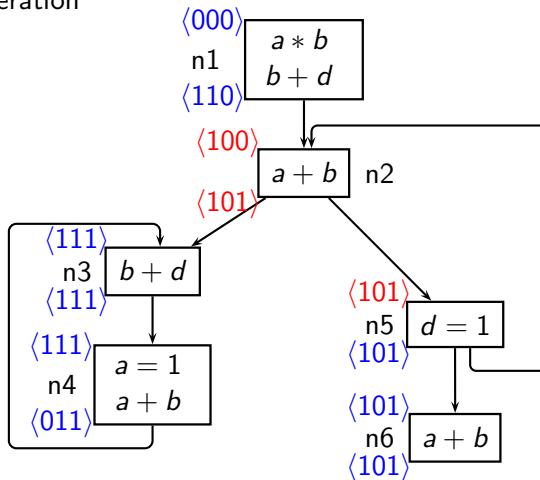 eration
⟨000⟩
a ∗ b
n1
b + d
⟨110⟩
⟨100⟩
a + b
n2
⟨101⟩
⟨111⟩
n3
b + d
⟨111⟩
⟨101⟩
n5
d = 1
⟨101⟩
⟨111⟩
a = 1
n4
a + b
⟨011⟩
⟨101⟩
n6
a + b
⟨101⟩